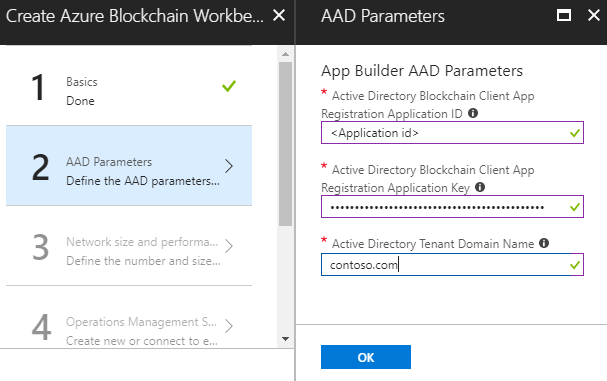 Create Azure Blockchain Workbe...
1
Basics
Done
2
AAD Parameters
Define the AAD parameters...
3
Network size and performa...
Define the number and size...
4
Operations Management S...
Create new or connect to e...
AAD Parameters
App Builder AAD Parameters
* Active Directory Blockchain Client App
Registration Application ID
<Application id>
* Active Directory Blockchain Client App
Registration Application Key
* Active Directory Tenant Domain Name
contoso.com
OK